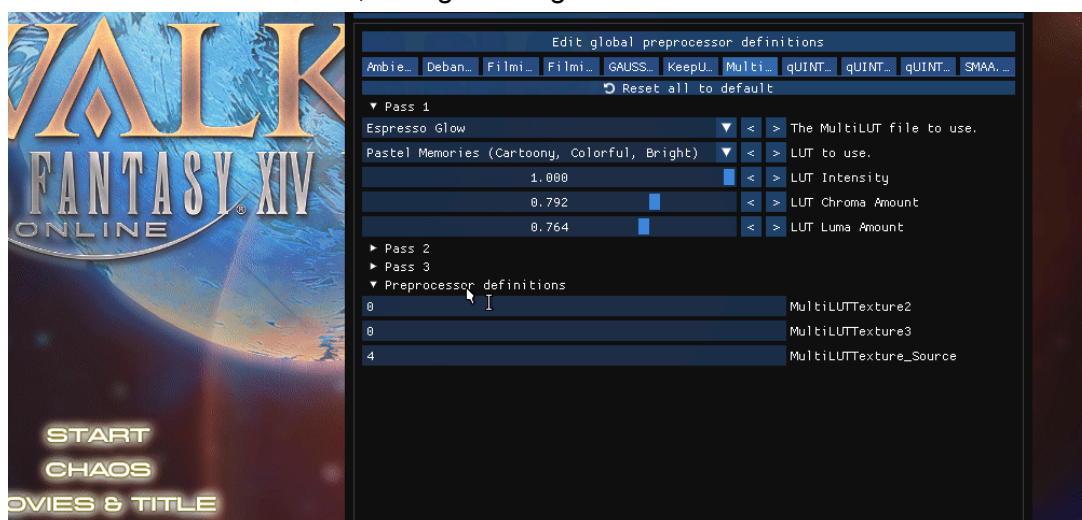 Edit global preprocessor definitions
Ambie… Deban… Filmi… Filmi… GAUSS… KeepU… Multi… qUINT… qUINT… qUINT… SMAA. …
Reset all to default
Pass 1
Espresso Glow < > The MultiLUT file to use.
Pastel Memories (Cartoony, Colorful, Bright) < > LUT to use.
1.000 < > LUT Intensity
0.792 < > LUT Chroma Amount
0.764 < > LUT Luma Amount
Pass 2
Pass 3
Preprocessor definitions
0 MultiLUTTexture2
0 MultiLUTTexture3
4 MultiLUTTexture_Source
WALK
FANTASY XIV
ONLINE
START
CHAOS
OVIES & TITLE